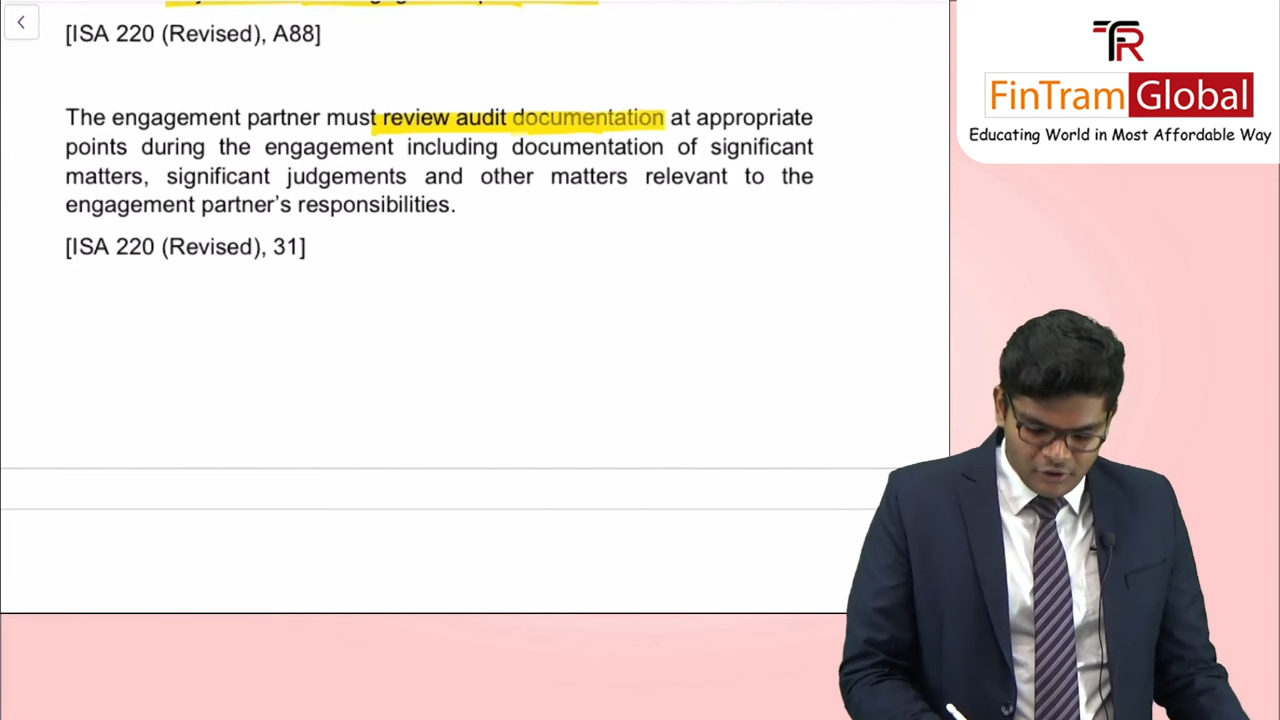 [ISA 220 (Revised), A88]
The engagement partner must review audit documentation at appropriate
points during the engagement including documentation of significant
matters, significant judgements and other matters relevant to the
engagement partner's responsibilities.
[ISA 220 (Revised), 31]
TR
FinTram Global
Educating World in Most Affordable Way